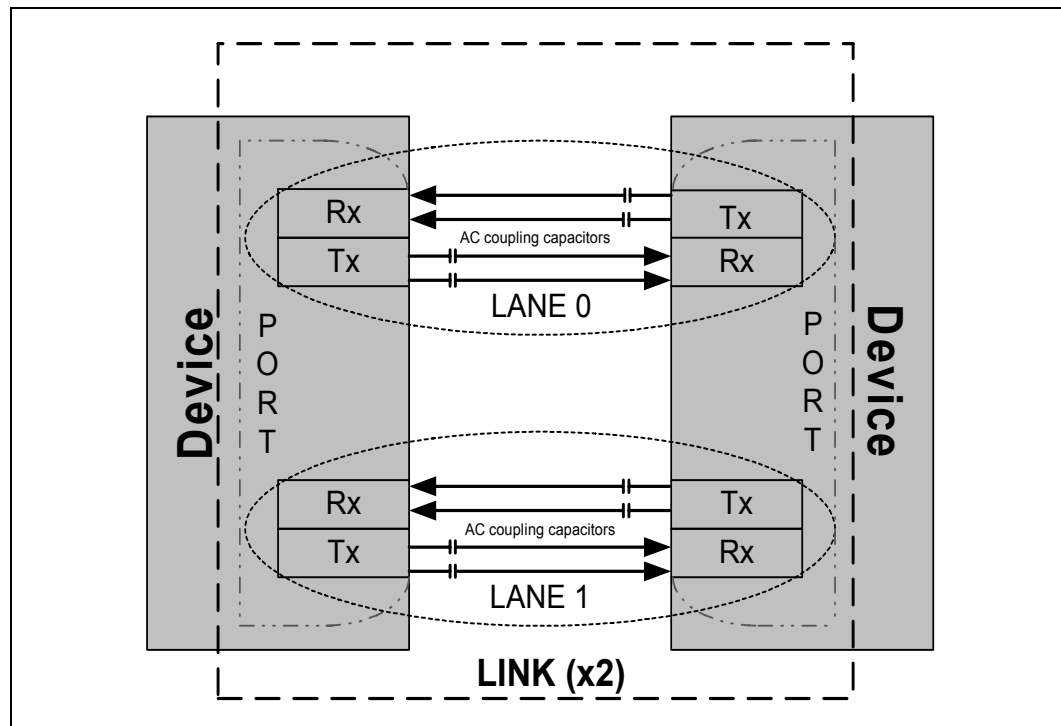 Rx
Tx
AC coupling capacitors
Tx
Rx
LANE 0
Device
PORT
PORT
Device
Rx
Tx
AC coupling capacitors
Tx
Rx
LANE 1
LINK (x2)